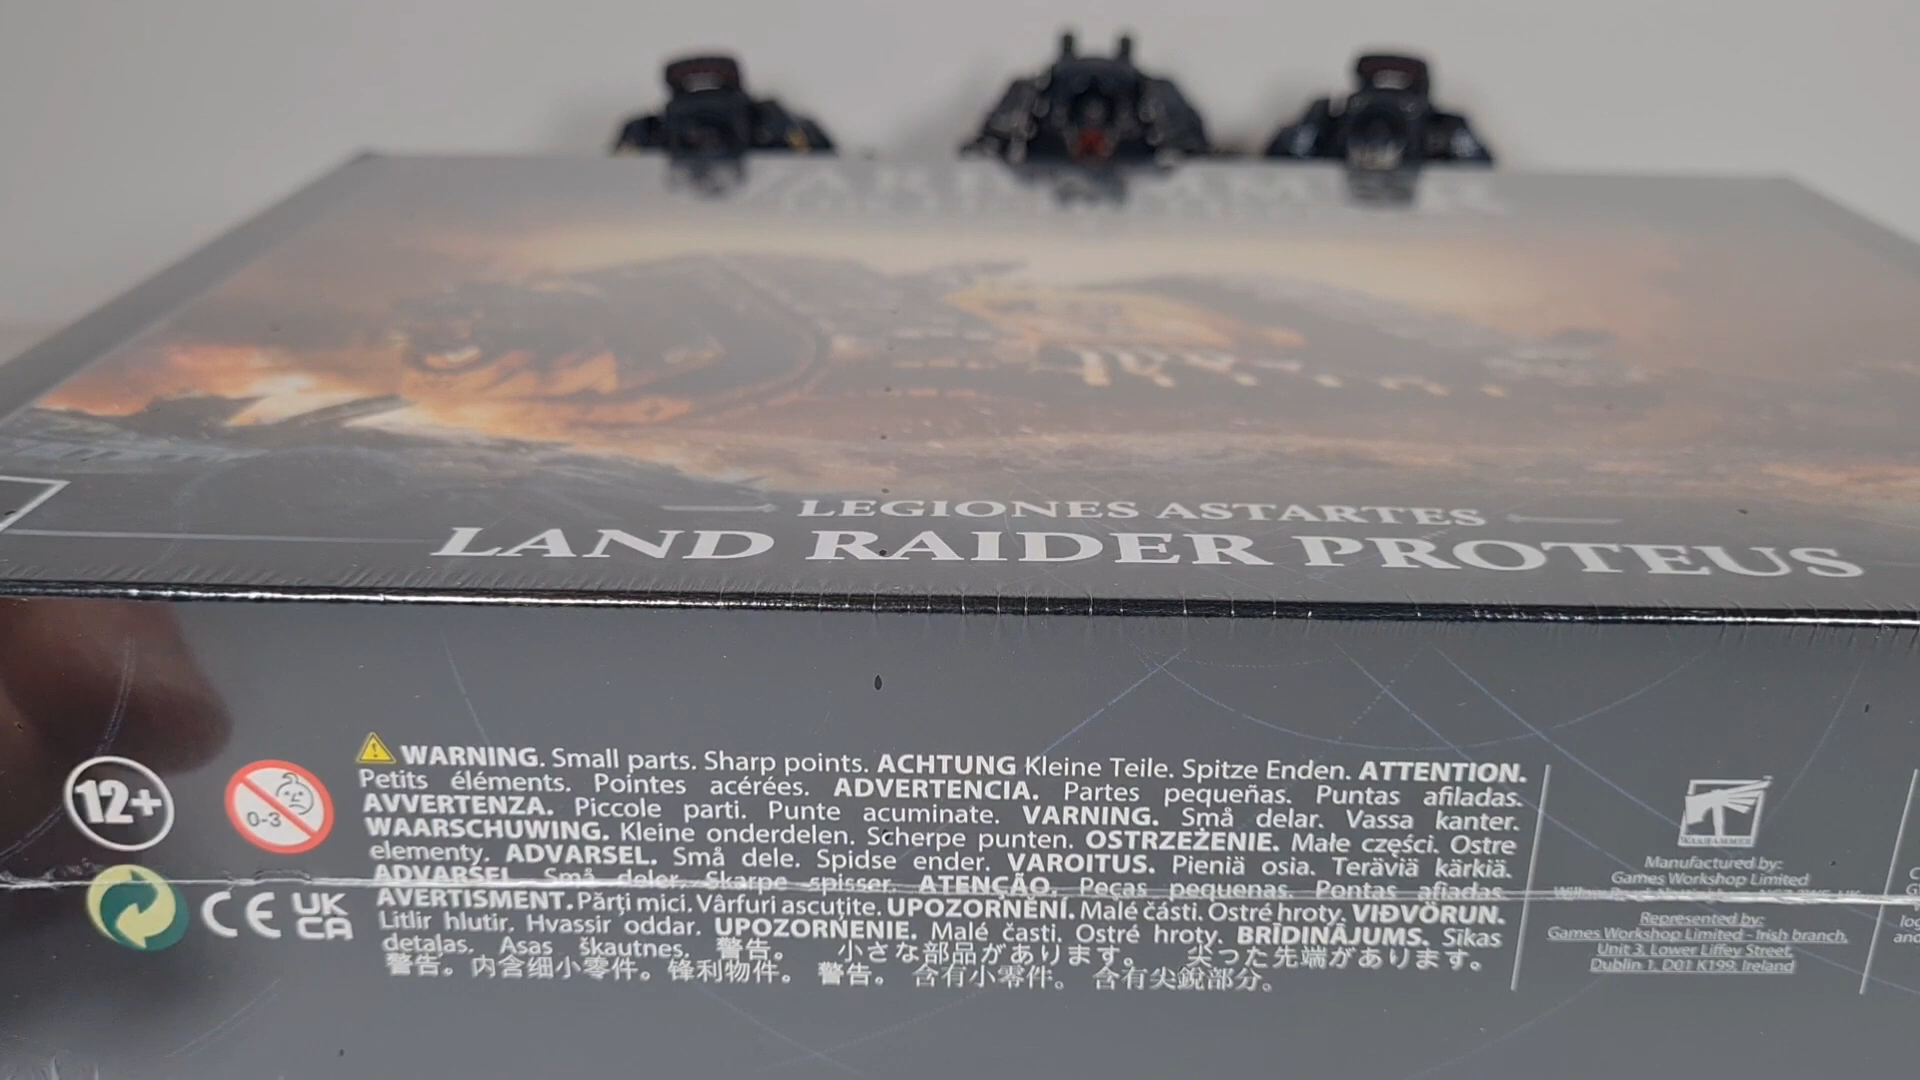 LEGIONES ASTARTES
LAND RAIDER PROTEUS
12+
0-3
CE UK CA
WARNING. Small parts. Sharp points. ACHTUNG Kleine Teile. Spitze Enden. ATTENTION.
Petits éléments. Pointes acérées. ADVERTENCIA. Partes pequeñas. Puntas afiladas.
AVVERTENZA. Piccole parti. Punte acuminate. VARNING. Små delar. Vassa kanter.
WAARSCHUWING. Kleine onderdelen. Scherpe punten. OSTRZEŻENIE. Małe części. Ostre
elementy. ADVARSEL. Små dele. Spidse ender. VAROITUS. Pieniä osia. Teräviä kärkiä.
ADVARSEL. Små deler. Skarpe spisser. ATENÇÃO. Peças pequenas. Pontas afiadas.
AVERTISMENT. Părți mici. Vârfuri ascuțite. UPOZORNĚNÍ. Malé části. Ostré hroty. VIÐVÖRUN.
Litlir hlutir. Hvassir oddar. UPOZORNENIE. Malé časti. Ostré hroty. BRĪDINĀJUMS. Sīkas
detaļas. Asas šķautnes. 警告。 小さな部品があります。 尖った先端があります。
警告。内含细小零件。锋利物件。 警告。 含有小零件。 含有尖銳部分。
WARHAMMER
Manufactured by:
Games Workshop Limited
Represented by:
Games Workshop Limited - Irish branch,
Unit 3, Lower Liffey Street,
Dublin 1, D01 K199, Ireland